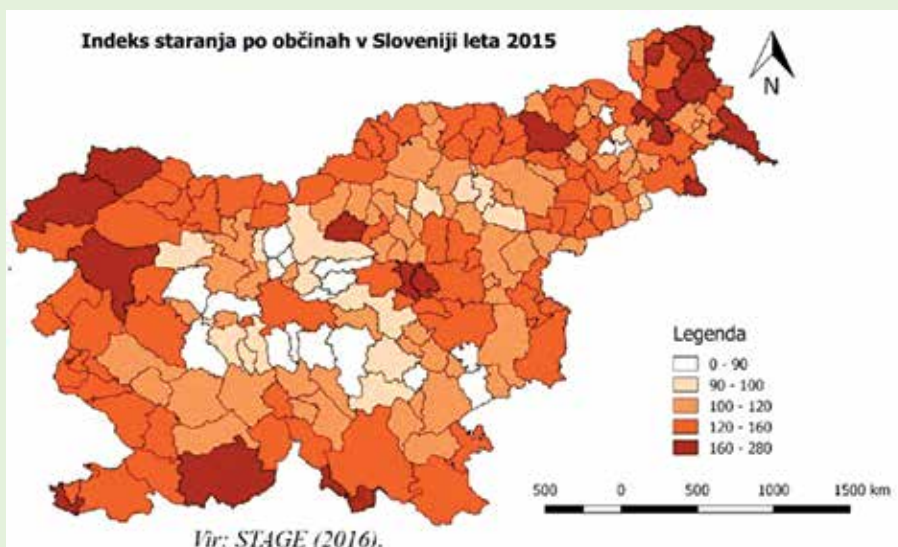 Indeks staranja po občinah v Sloveniji leta 2015
N
Legenda
0 - 90
90 - 100
100 - 120
120 - 160
160 - 280
500 0 500 1000 1500 km
Vir: STAGE (2016).